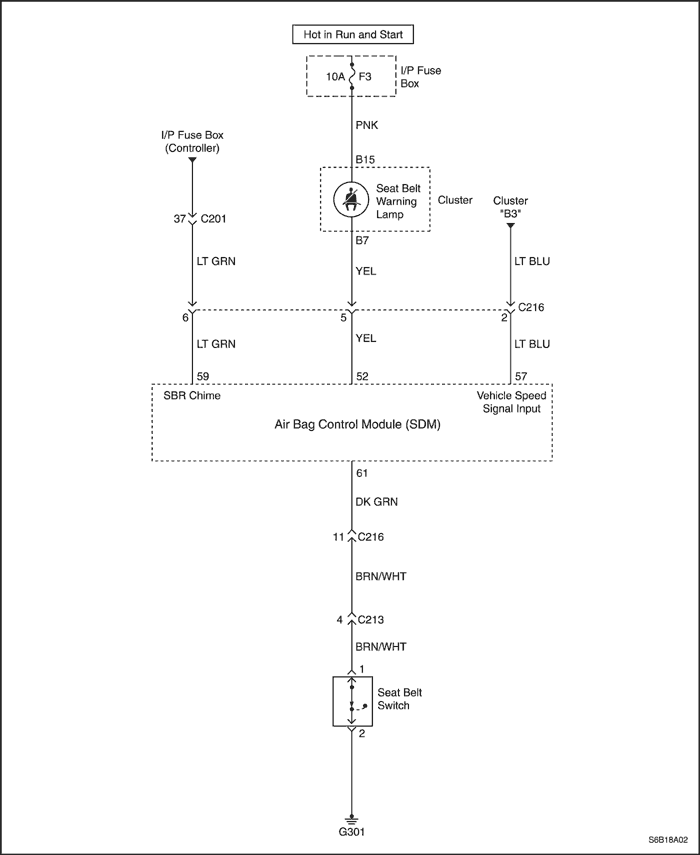 Hot in Run and Start
10A F3
I/P Fuse
Box
PNK
I/P Fuse Box
(Controller)
B15
Seat Belt
Warning
Lamp
Cluster
Cluster
"B3"
37 C201
B7
LT GRN
YEL
LT BLU
C216
6
5
2
LT GRN
YEL
LT BLU
59
52
57
SBR Chime
Vehicle Speed
Signal Input
Air Bag Control Module (SDM)
61
DK GRN
11 C216
BRN/WHT
4 C213
BRN/WHT
1
Seat Belt
Switch
2
G301
S6B18A02